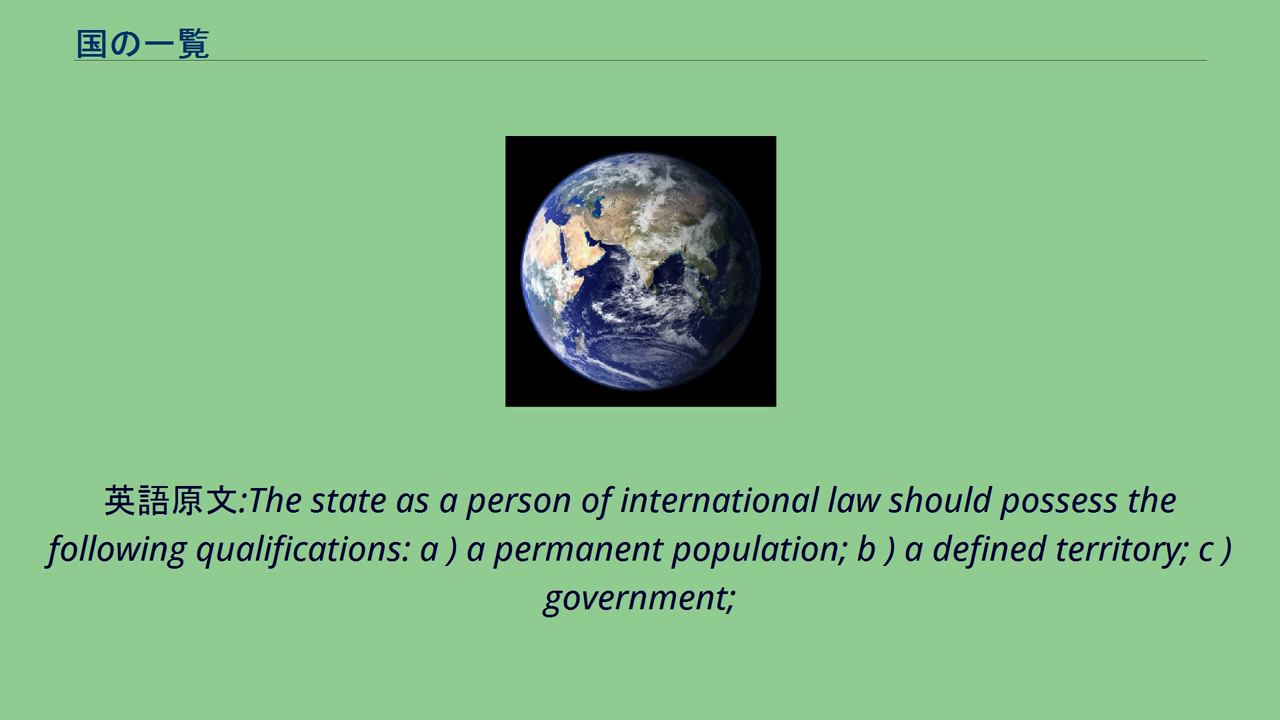 国の一覧
英語原文:The state as a person of international law should possess the
following qualifications: a ) a permanent population; b ) a defined territory; c )
government;